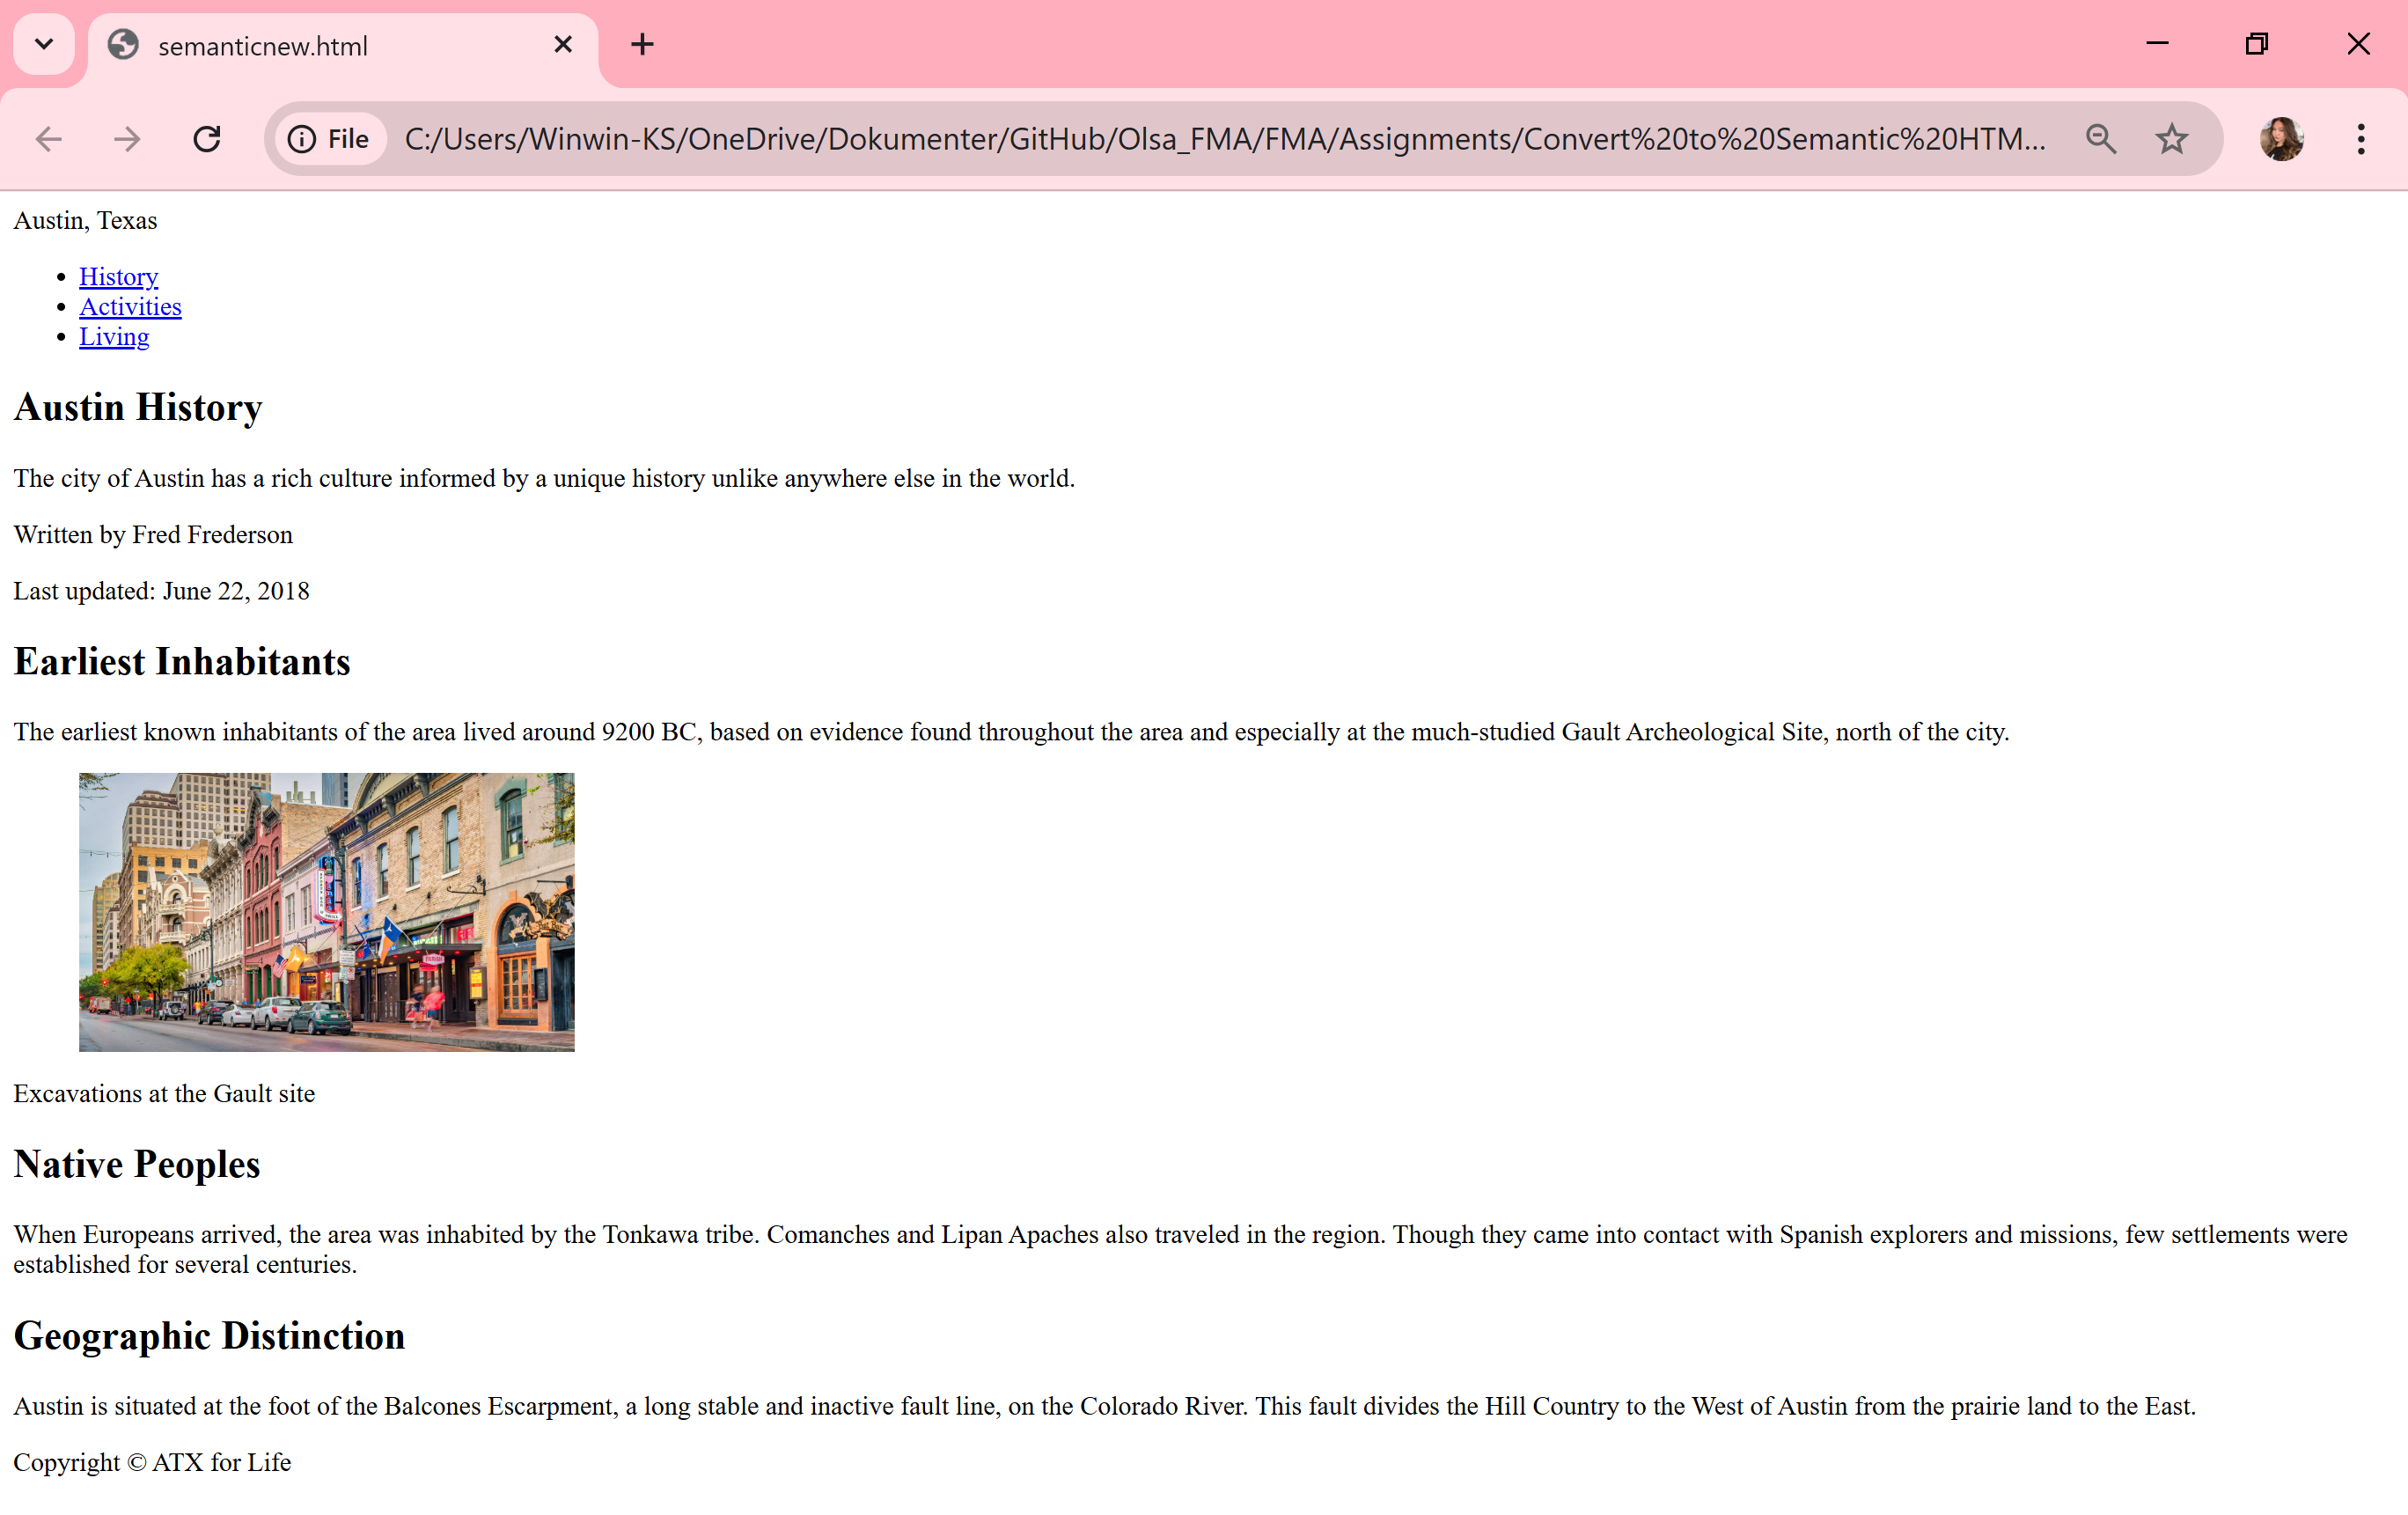 semanticnew.html
File
C:/Users/Winwin-KS/OneDrive/Dokumenter/GitHub/Olsa_FMA/FMA/Assignments/Convert%20to%20Semantic%20HTM...
Austin, Texas
History
Activities
Living
Austin History
The city of Austin has a rich culture informed by a unique history unlike anywhere else in the world.
Written by Fred Frederson
Last updated: June 22, 2018
Earliest Inhabitants
The earliest known inhabitants of the area lived around 9200 BC, based on evidence found throughout the area and especially at the much-studied Gault Archeological Site, north of the city.
Excavations at the Gault site
Native Peoples
When Europeans arrived, the area was inhabited by the Tonkawa tribe. Comanches and Lipan Apaches also traveled in the region. Though they came into contact with Spanish explorers and missions, few settlements were
established for several centuries.
Geographic Distinction
Austin is situated at the foot of the Balcones Escarpment, a long stable and inactive fault line, on the Colorado River. This fault divides the Hill Country to the West of Austin from the prairie land to the East.
Copyright © ATX for Life